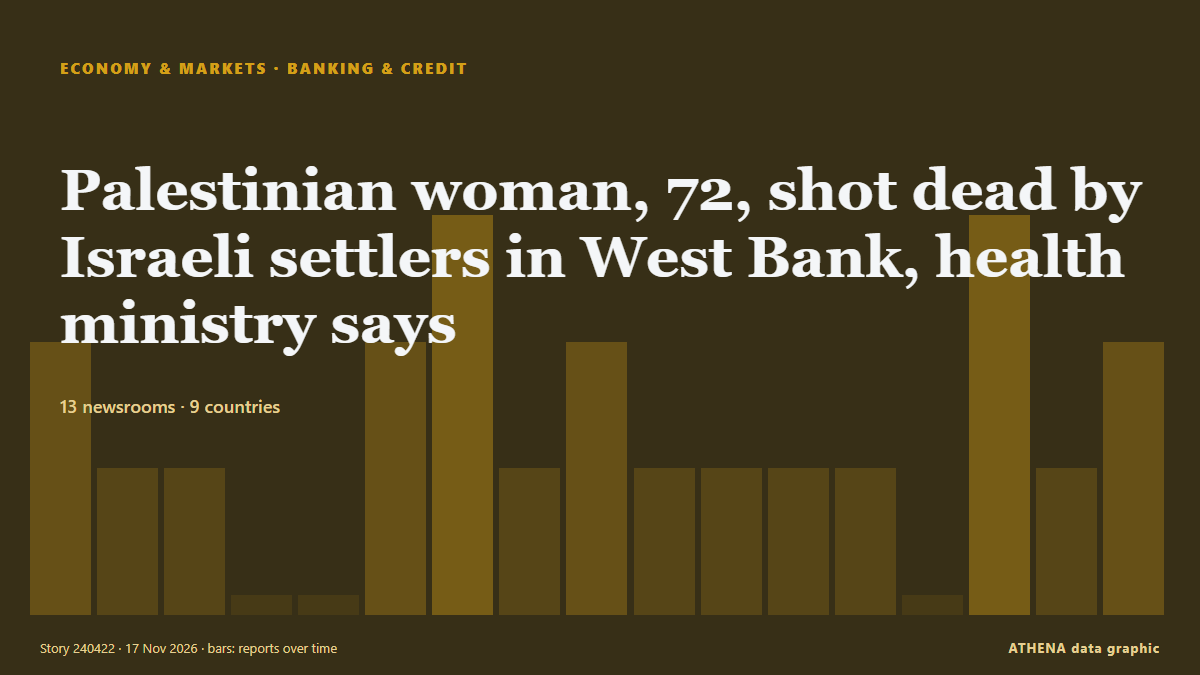 ECONOMY & MARKETS · BANKING & CREDIT
Palestinian woman, 72, shot dead by
Israeli settlers in West Bank, health
ministry says
13 newsrooms · 9 countries
Story 240422 · 17 Nov 2026 · bars: reports over time
ATHENA data graphic